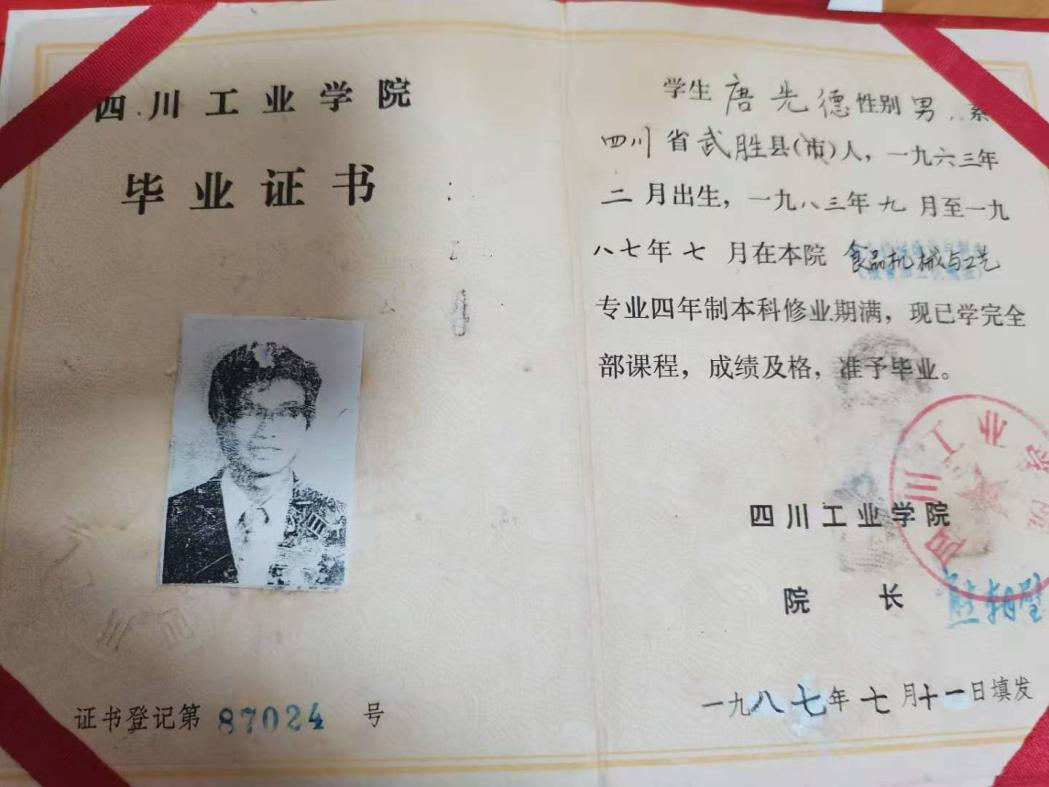 四川工业学院
毕业证书
证书登记第 87024 号
学生 唐先德 性别 男，系
四川省武胜县(市)人，一九六三年
二月出生，一九八三年九月至一九
八七年七月在本院 食品机械与工艺
专业四年制本科修业期满，现已学完全
部课程，成绩及格，准予毕业。
四川工业学院
四川工业学院
院 长
一九八七年七月十一日填发